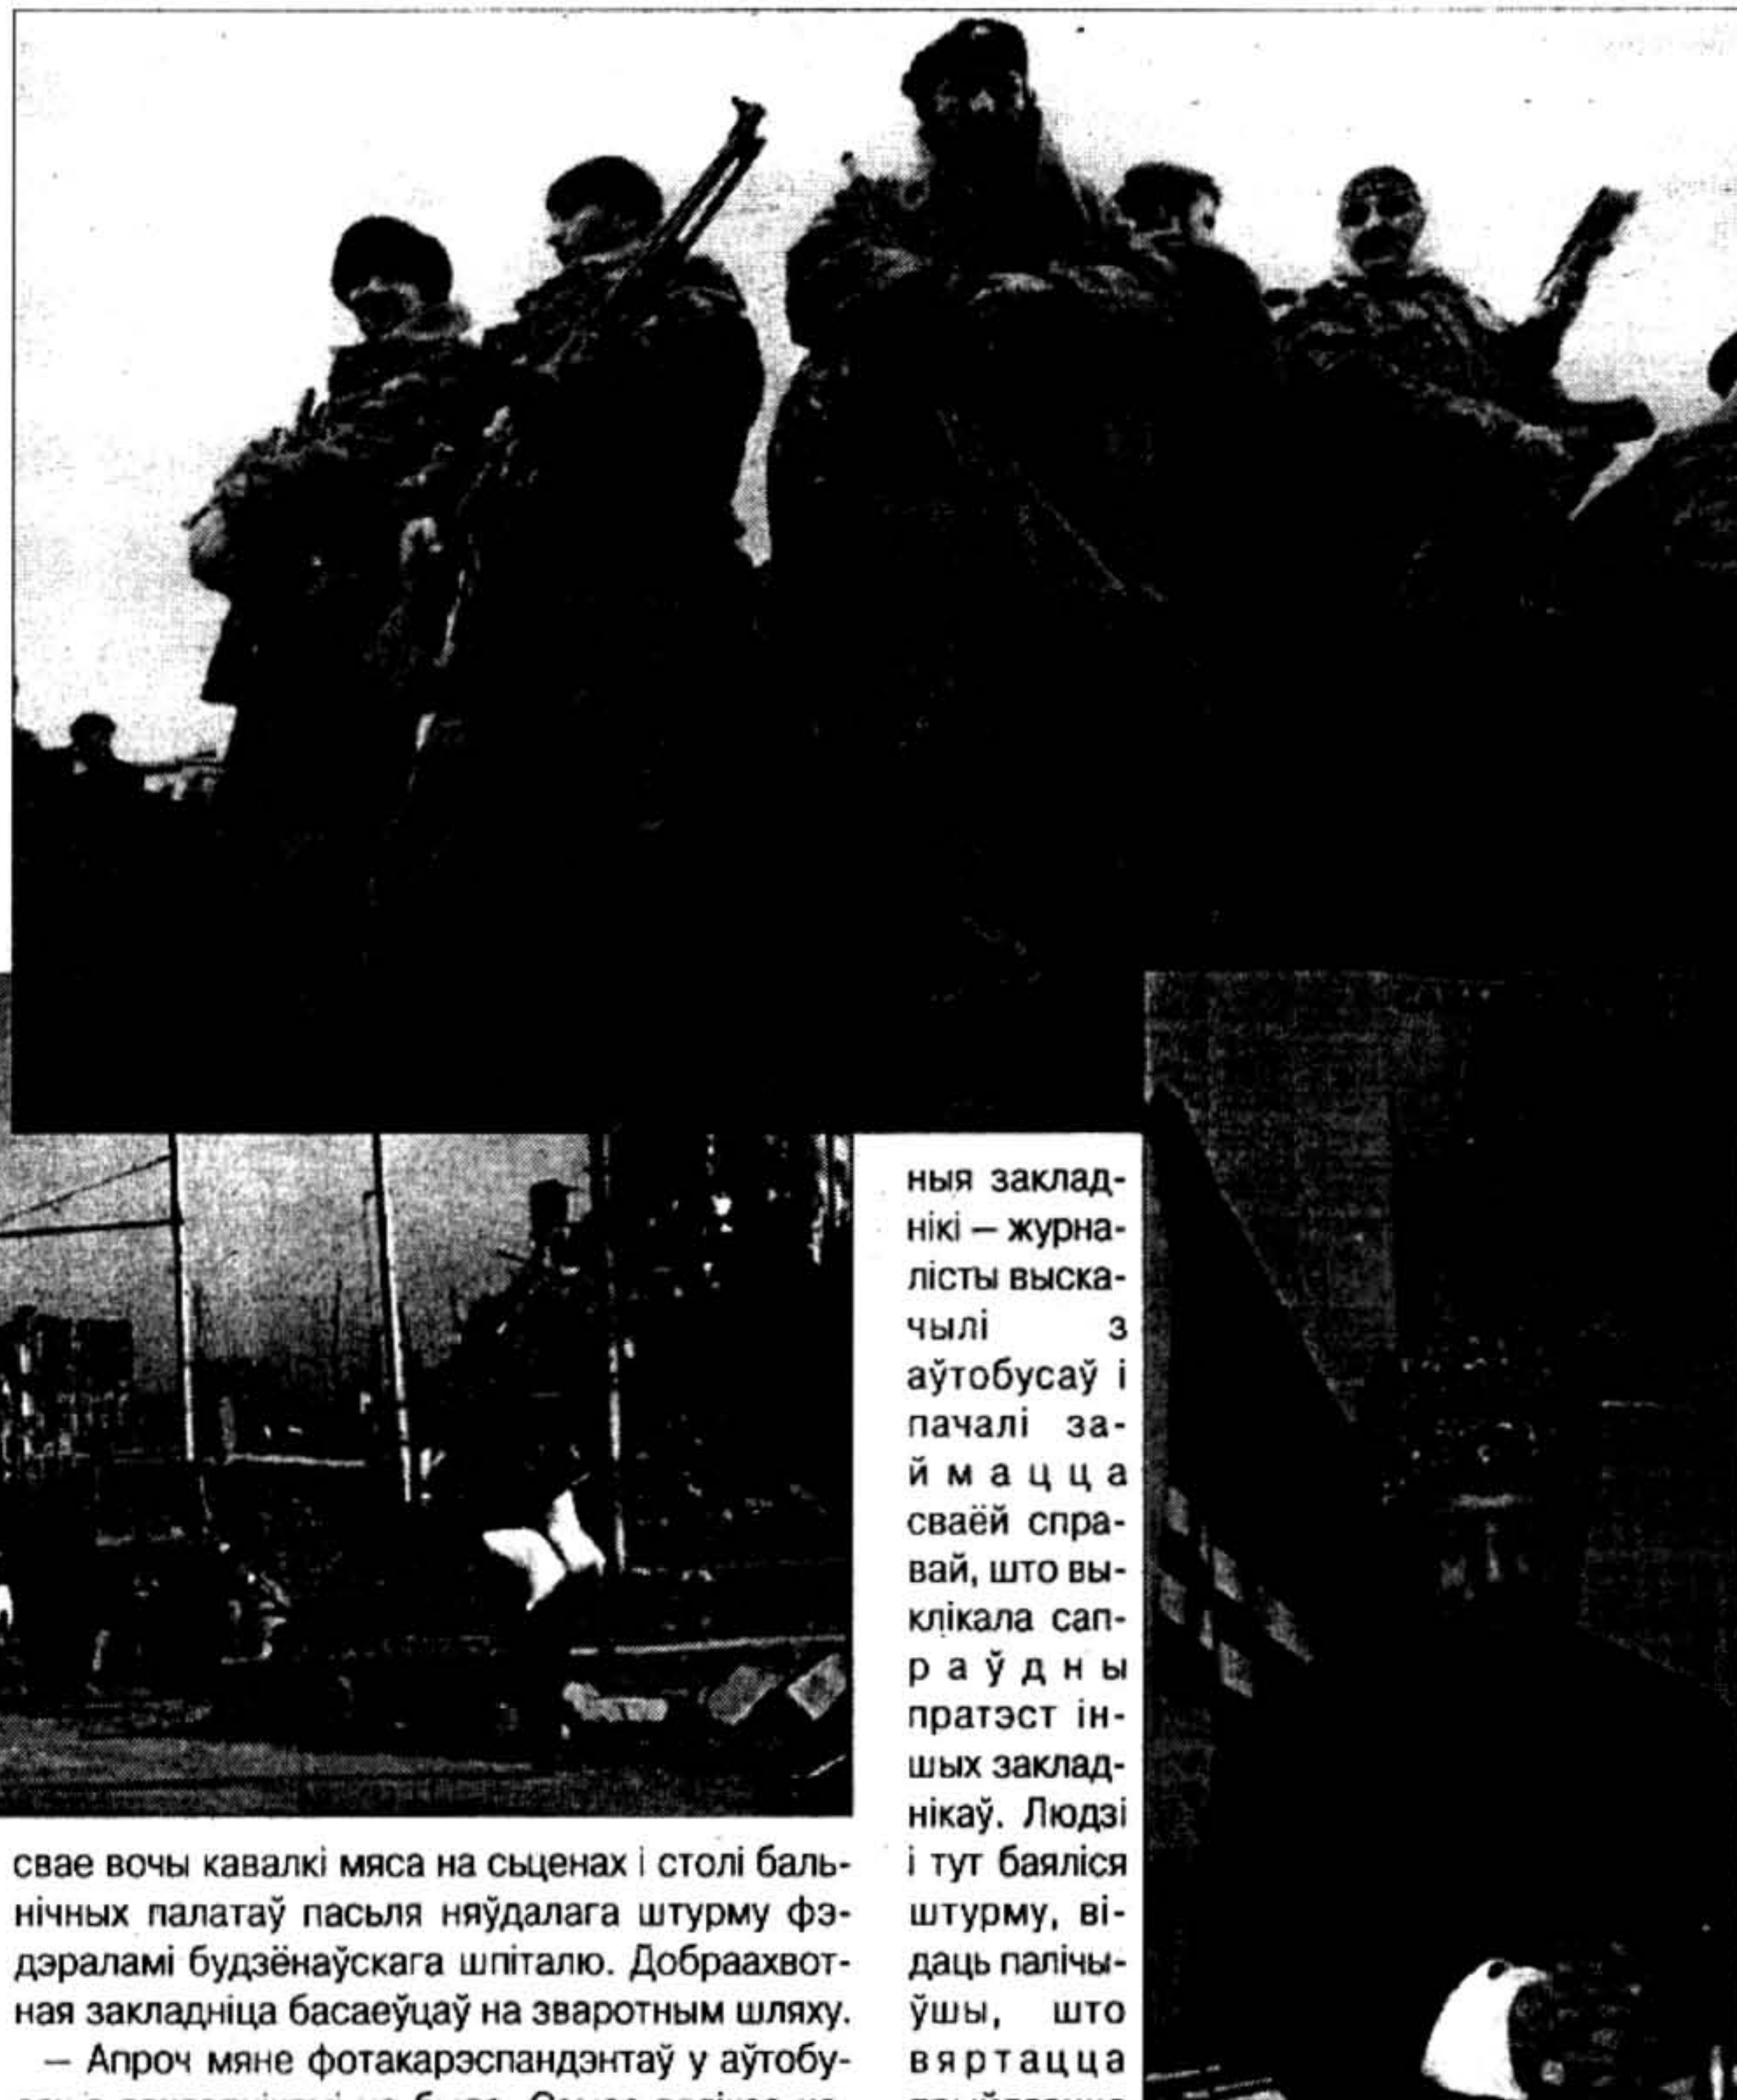 свае вочы кавалкі мяса на сьценах і столі баль-
нічных палатаў пасьля няўдалага штурму фэ-
дэраламі будзёнаўскага шпіталю. Добраахвот-
ная закладніца басаеўцаў на зваротным шляху.
— Апроч мяне фотакарэспандэнтаў у аўтобу-
ныя заклад-
нікі — журна-
лісты выска-
чылі з
аўтобусаў і
пачалі за-
ймацца
сваёй спра-
вай, што вы-
клікала сап-
раўдны
пратэст ін-
шых заклад-
нікаў. Людзі
і тут баяліся
штурму, ві-
даць палічы-
ўшы, што
вяртацца